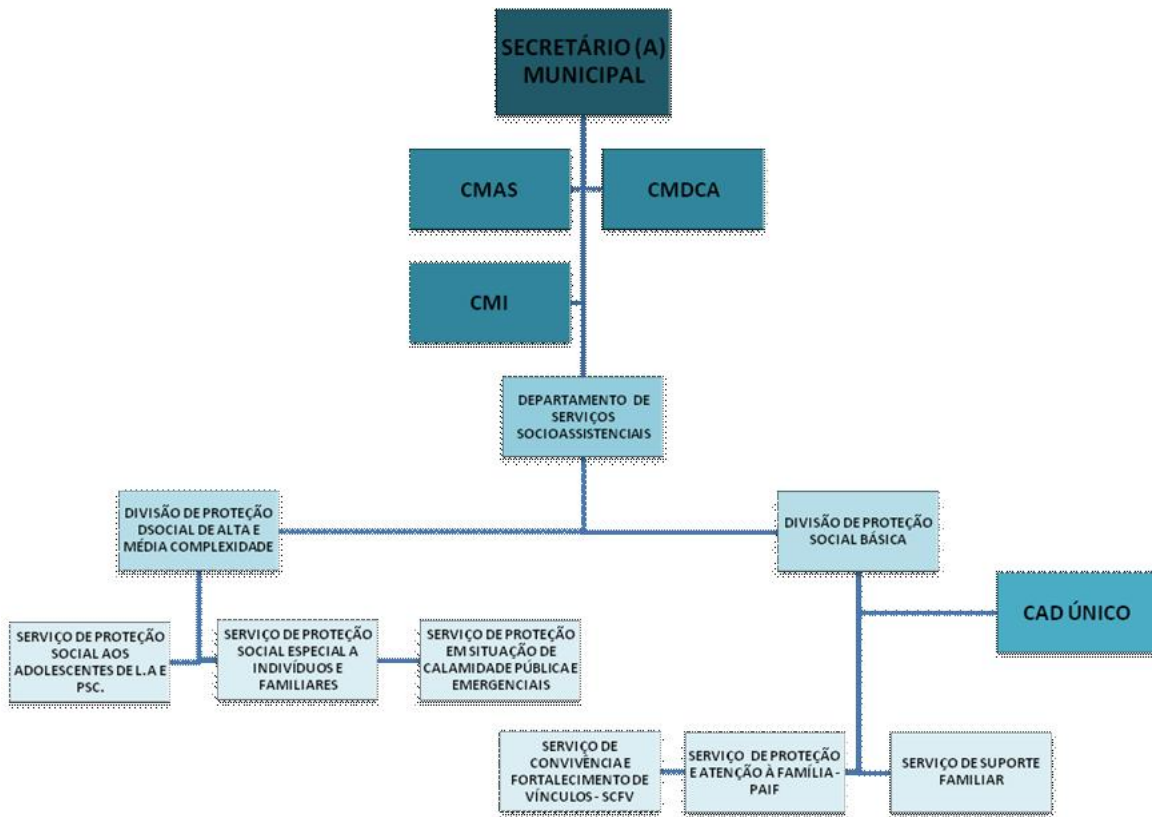 SECRETÁRIO (A)
MUNICIPAL
CMAS
CMDCA
CMI
DEPARTAMENTO DE
SERVIÇOS
SOCIOASSISTENCIAIS
DIVISÃO DE PROTEÇÃO
DSOCIAL DE ALTA E
MÉDIA COMPLEXIDADE
DIVISÃO DE PROTEÇÃO
SOCIAL BÁSICA
CAD ÚNICO
SERVIÇO DE PROTEÇÃO
SOCIAL AOS
ADOLESCENTES DE L.A E
PSC.
SERVIÇO DE PROTEÇÃO
SOCIAL ESPECIAL A
INDIVÍDUOS E
FAMILIARES
SERVIÇO DE PROTEÇÃO
EM SITUAÇÃO DE
CALAMIDADE PÚBLICA E
EMERGENCIAIS
SERVIÇO DE
CONVIVÊNCIA E
FORTALECIMENTO DE
VÍNCULOS - SCFV
SERVIÇO DE PROTEÇÃO
E ATENÇÃO À FAMÍLIA -
PAIF
SERVIÇO DE SUPORTE
FAMILIAR